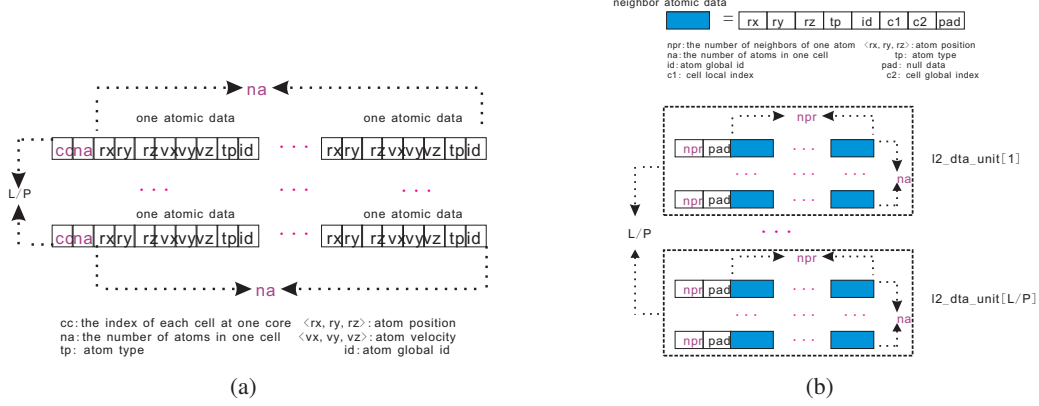 na
one atomic data one atomic data
cc na rx ry rz vx vy vz tp id ... rx ry rz vx vy vz tp id
L/P
... ...
one atomic data one atomic data
cc na rx ry rz vx vy vz tp id ... rx ry rz vx vy vz tp id
na
cc: the index of each cell at one core <rx, ry, rz>: atom position
na: the number of atoms in one cell <vx, vy, vz>: atom velocity
tp: atom type id: atom global id
(a)
neighbor atomic data
= rx ry rz tp id c1 c2 pad
npr: the number of neighbors of one atom <rx, ry, rz>: atom position
na: the number of atoms in one cell tp: atom type
id: atom global id pad: null data
c1: cell local index c2: cell global index
npr
npr pad ...
... ... na l2_dta_unit[1]
npr pad ...
L/P
...
npr
npr pad ...
... ... na l2_dta_unit[L/P]
npr pad ...
(b)